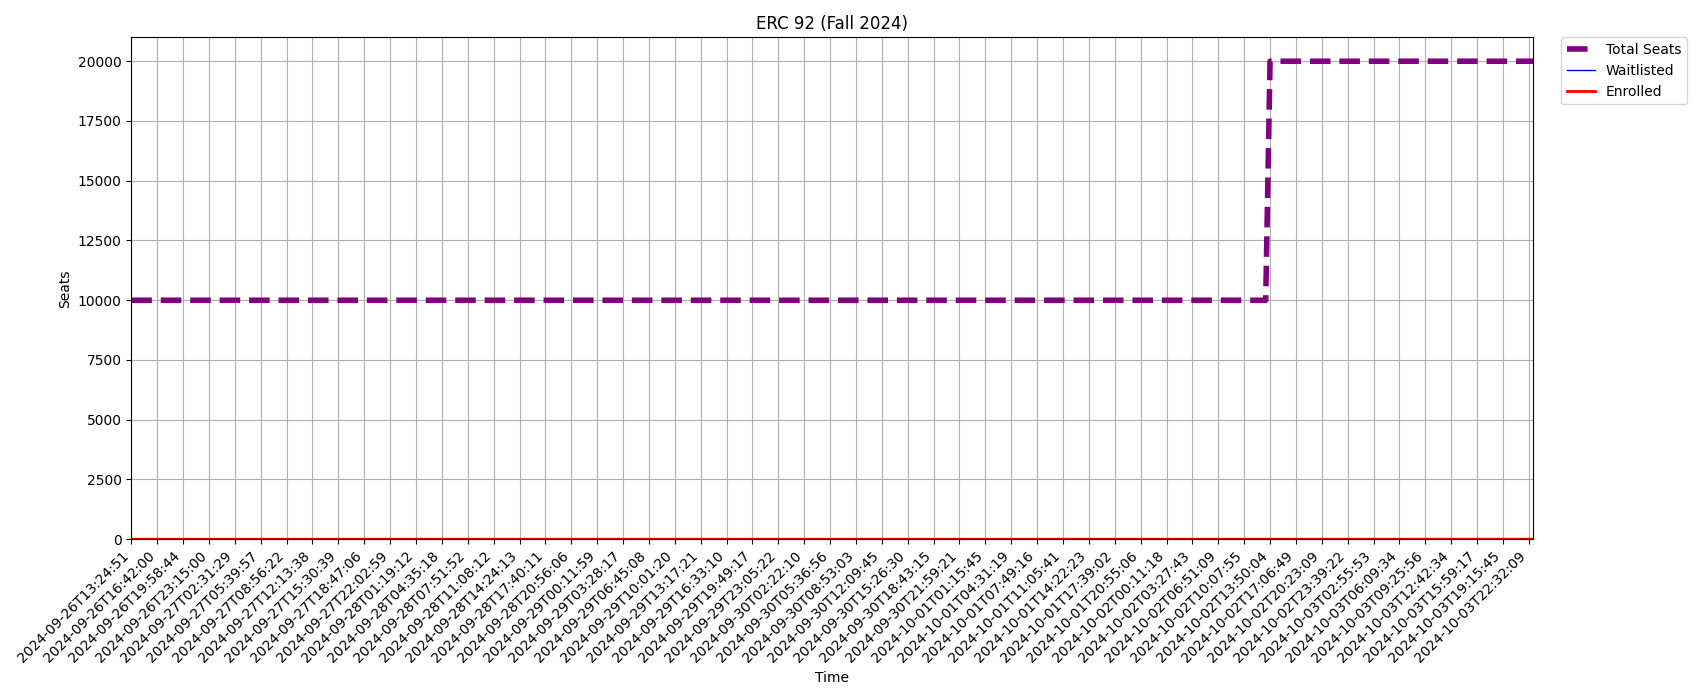 ERC 92 (Fall 2024)
Total Seats
Waitlisted
Enrolled
Seats
20000
17500
15000
12500
10000
7500
5000
2500
0
2024-09-26T13:24:51
2024-09-26T16:42:00
2024-09-26T19:58:44
2024-09-26T23:15:00
2024-09-27T02:31:29
2024-09-27T05:39:57
2024-09-27T08:56:22
2024-09-27T12:13:38
2024-09-27T15:30:39
2024-09-27T18:47:06
2024-09-27T22:02:59
2024-09-28T01:19:12
2024-09-28T04:35:18
2024-09-28T07:51:52
2024-09-28T11:08:12
2024-09-28T14:24:13
2024-09-28T17:40:11
2024-09-28T20:56:06
2024-09-29T00:11:59
2024-09-29T03:28:17
2024-09-29T06:45:08
2024-09-29T10:01:20
2024-09-29T13:17:21
2024-09-29T16:33:10
2024-09-29T19:49:17
2024-09-29T23:05:22
2024-09-30T02:22:10
2024-09-30T05:36:56
2024-09-30T08:53:03
2024-09-30T12:09:45
2024-09-30T15:26:30
2024-09-30T18:43:15
2024-09-30T21:59:21
2024-10-01T01:15:45
2024-10-01T04:31:19
2024-10-01T07:49:16
2024-10-01T11:05:41
2024-10-01T14:22:23
2024-10-01T17:39:02
2024-10-01T20:55:06
2024-10-02T00:11:18
2024-10-02T03:27:43
2024-10-02T06:51:09
2024-10-02T10:07:55
2024-10-02T13:50:04
2024-10-02T17:06:49
2024-10-02T20:23:09
2024-10-02T23:39:22
2024-10-03T02:55:53
2024-10-03T06:09:34
2024-10-03T09:25:56
2024-10-03T12:42:34
2024-10-03T15:59:17
2024-10-03T19:15:45
2024-10-03T22:32:09
Time